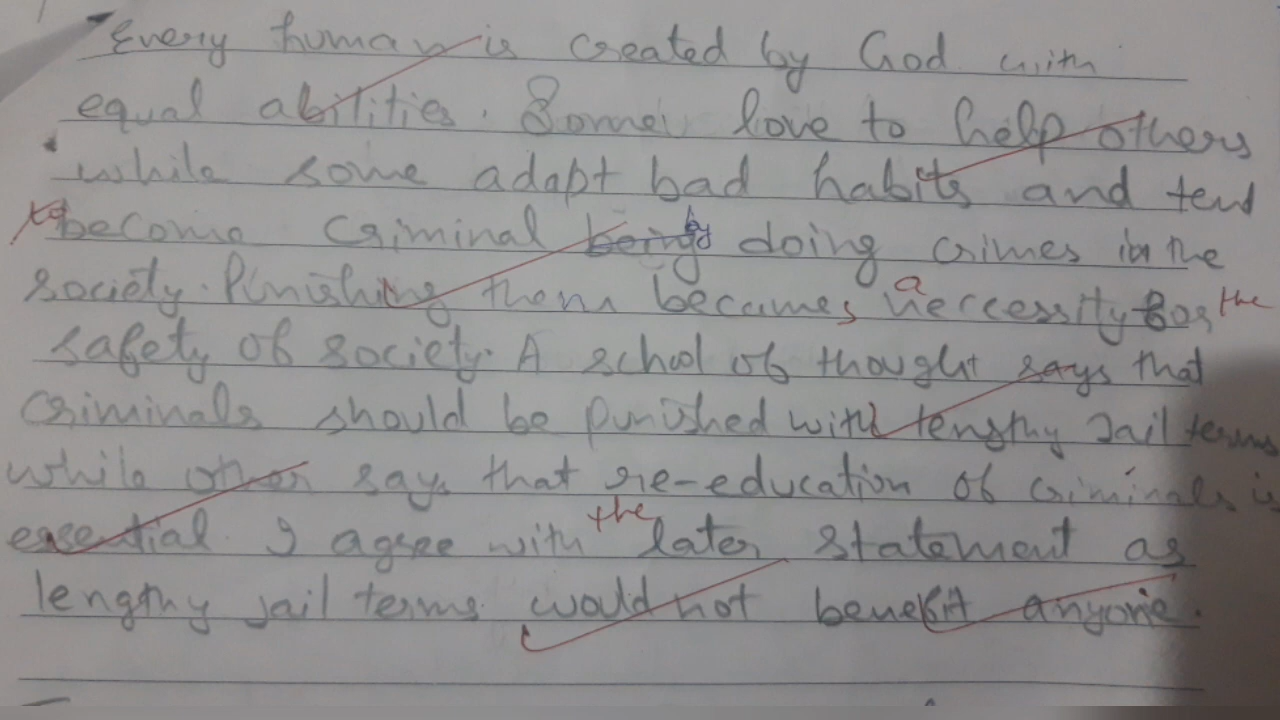 Every human is created by God with
equal abilities. Some love to help others
while some adapt bad habits and tend
to become criminal being by doing crimes in the
society. Punishing them becomes a neccessity for the
safety of society. A school of thought says that
criminals should be punished with lengthy Jail terms
while other says that re-education of criminals is
essential. I agree with the later statement as
lengthy jail terms would not benefit anyone.